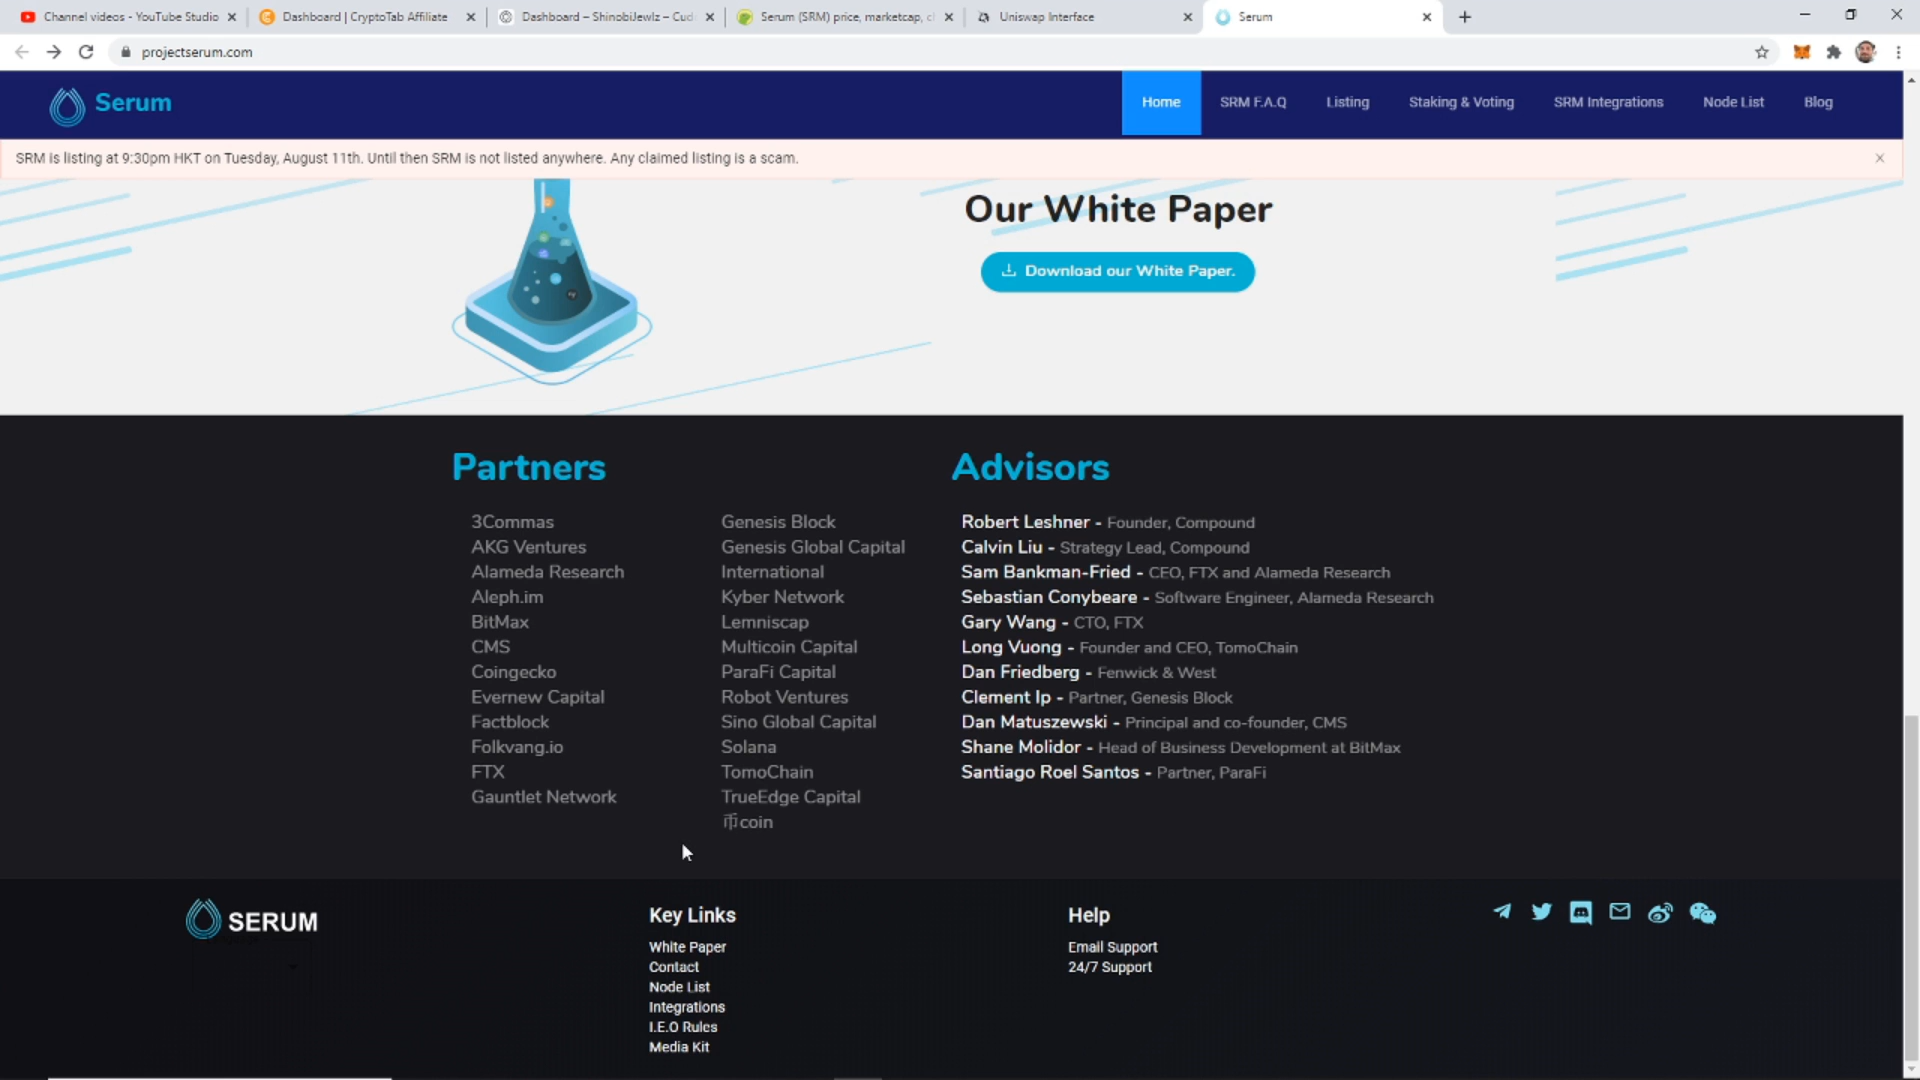 Channel videos - YouTube Studio
Dashboard | CryptoTab Affiliate
Dashboard – ShinobiJewlz – Cud
Serum (SRM) price, marketcap, c
Uniswap Interface
Serum
projectserum.com
Serum
Home
SRM F.A.Q
Listing
Staking & Voting
SRM Integrations
Node List
Blog
SRM is listing at 9:30pm HKT on Tuesday, August 11th. Until then SRM is not listed anywhere. Any claimed listing is a scam.
Our White Paper
Download our White Paper.
Partners
3Commas
AKG Ventures
Alameda Research
Aleph.im
BitMax
CMS
Coingecko
Evernew Capital
Factblock
Folkvang.io
FTX
Gauntlet Network
Genesis Block
Genesis Global Capital
International
Kyber Network
Lemniscap
Multicoin Capital
ParaFi Capital
Robot Ventures
Sino Global Capital
Solana
TomoChain
TrueEdge Capital
币coin
Advisors
Robert Leshner - Founder, Compound
Calvin Liu - Strategy Lead, Compound
Sam Bankman-Fried - CEO, FTX and Alameda Research
Sebastian Conybeare - Software Engineer, Alameda Research
Gary Wang - CTO, FTX
Long Vuong - Founder and CEO, TomoChain
Dan Friedberg - Fenwick & West
Clement Ip - Partner, Genesis Block
Dan Matuszewski - Principal and co-founder, CMS
Shane Molidor - Head of Business Development at BitMax
Santiago Roel Santos - Partner, ParaFi
SERUM
Key Links
White Paper
Contact
Node List
Integrations
I.E.O Rules
Media Kit
Help
Email Support
24/7 Support